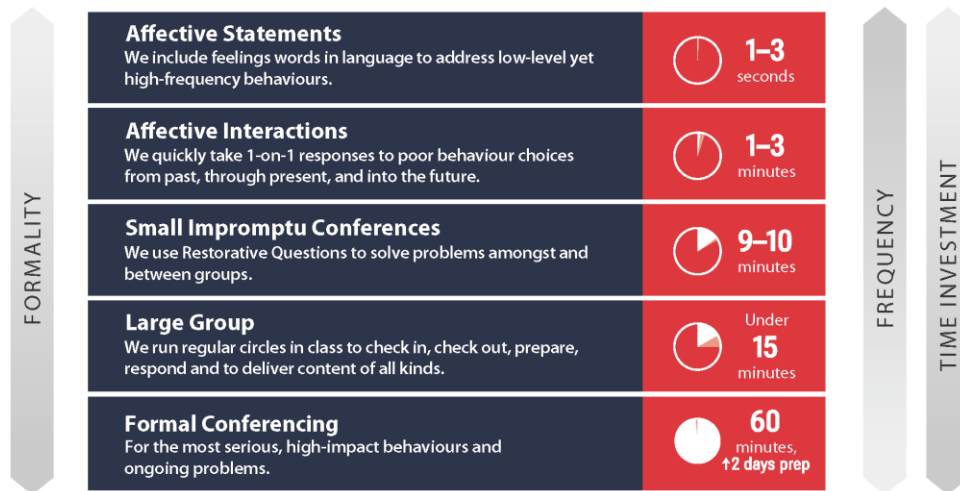 FORMALITY
Affective Statements
We include feelings words in language to address low-level yet
high-frequency behaviours.
1–3
seconds
Affective Interactions
We quickly take 1-on-1 responses to poor behaviour choices
from past, through present, and into the future.
1–3
minutes
Small Impromptu Conferences
We use Restorative Questions to solve problems amongst and
between groups.
9–10
minutes
Large Group
We run regular circles in class to check in, check out, prepare,
respond and to deliver content of all kinds.
Under
15
minutes
Formal Conferencing
For the most serious, high-impact behaviours and
ongoing problems.
60
minutes,
↑2 days prep
FREQUENCY
TIME INVESTMENT